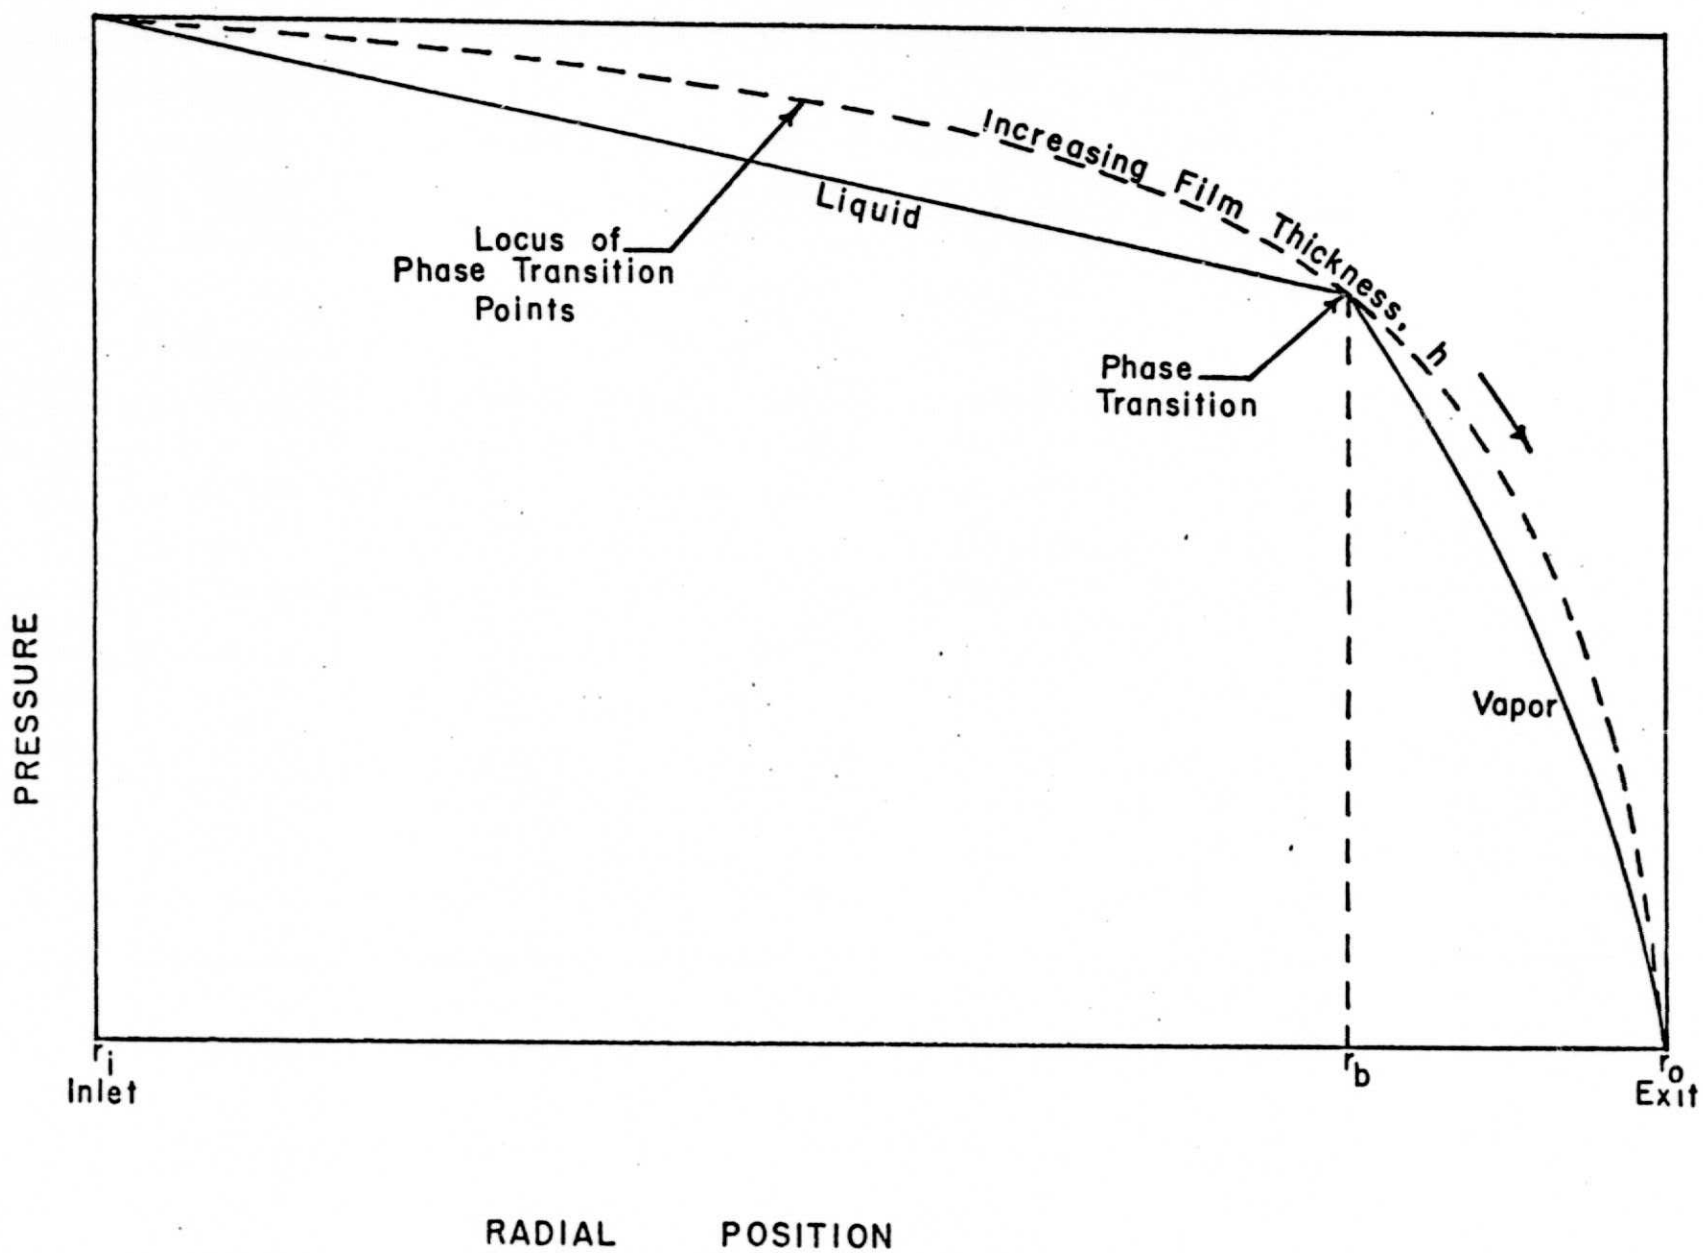 Increasing Film Thickness, h
Liquid
Locus of
Phase Transition
Points
Phase
Transition
Vapor
PRESSURE
ri
Inlet
rb
ro
Exit
RADIAL POSITION